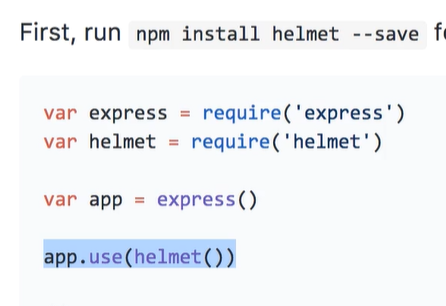 First, run npm install helmet --save
var express = require('express')
var helmet = require('helmet')
var app = express()
app.use(helmet())